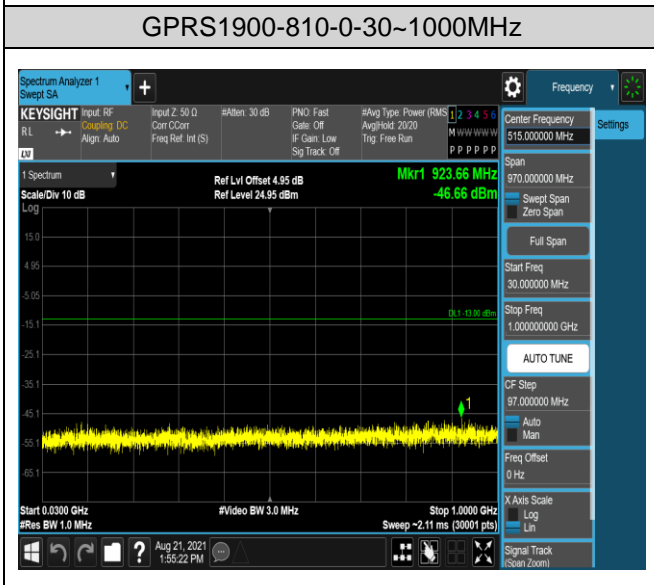 GPRS1900-810-0-30~1000MHz
Spectrum Analyzer 1
Swept SA
KEYSIGHT
RL
Input: RF
Coupling: DC
Align: Auto
Input Z: 50 Ω
Corr CCorr
Freq Ref: Int (S)
#Atten: 30 dB
PNO: Fast
Gate: Off
IF Gain: Low
Sig Track: Off
#Avg Type: Power (RMS
Avg|Hold: 20/20
Trig: Free Run
1 2 3 4 5 6
M W W W W W
P P P P P P
1 Spectrum
Scale/Div 10 dB
Ref Lvl Offset 4.95 dB
Ref Level 24.95 dBm
Mkr1 923.66 MHz
-46.66 dBm
Log
15.0
4.95
-5.05
-15.1
-25.1
-35.1
-45.1
-55.1
-65.1
DL1 -13.00 dBm
1
Start 0.0300 GHz
#Res BW 1.0 MHz
#Video BW 3.0 MHz
Stop 1.0000 GHz
Sweep ~2.11 ms (30001 pts)
Aug 21, 2021
1:55:22 PM
Frequency
Settings
Center Frequency
515.000000 MHz
Span
970.000000 MHz
Swept Span
Zero Span
Full Span
Start Freq
30.000000 MHz
Stop Freq
1.000000000 GHz
AUTO TUNE
CF Step
97.000000 MHz
Auto
Man
Freq Offset
0 Hz
X Axis Scale
Log
Lin
Signal Track
(Span Zoom)